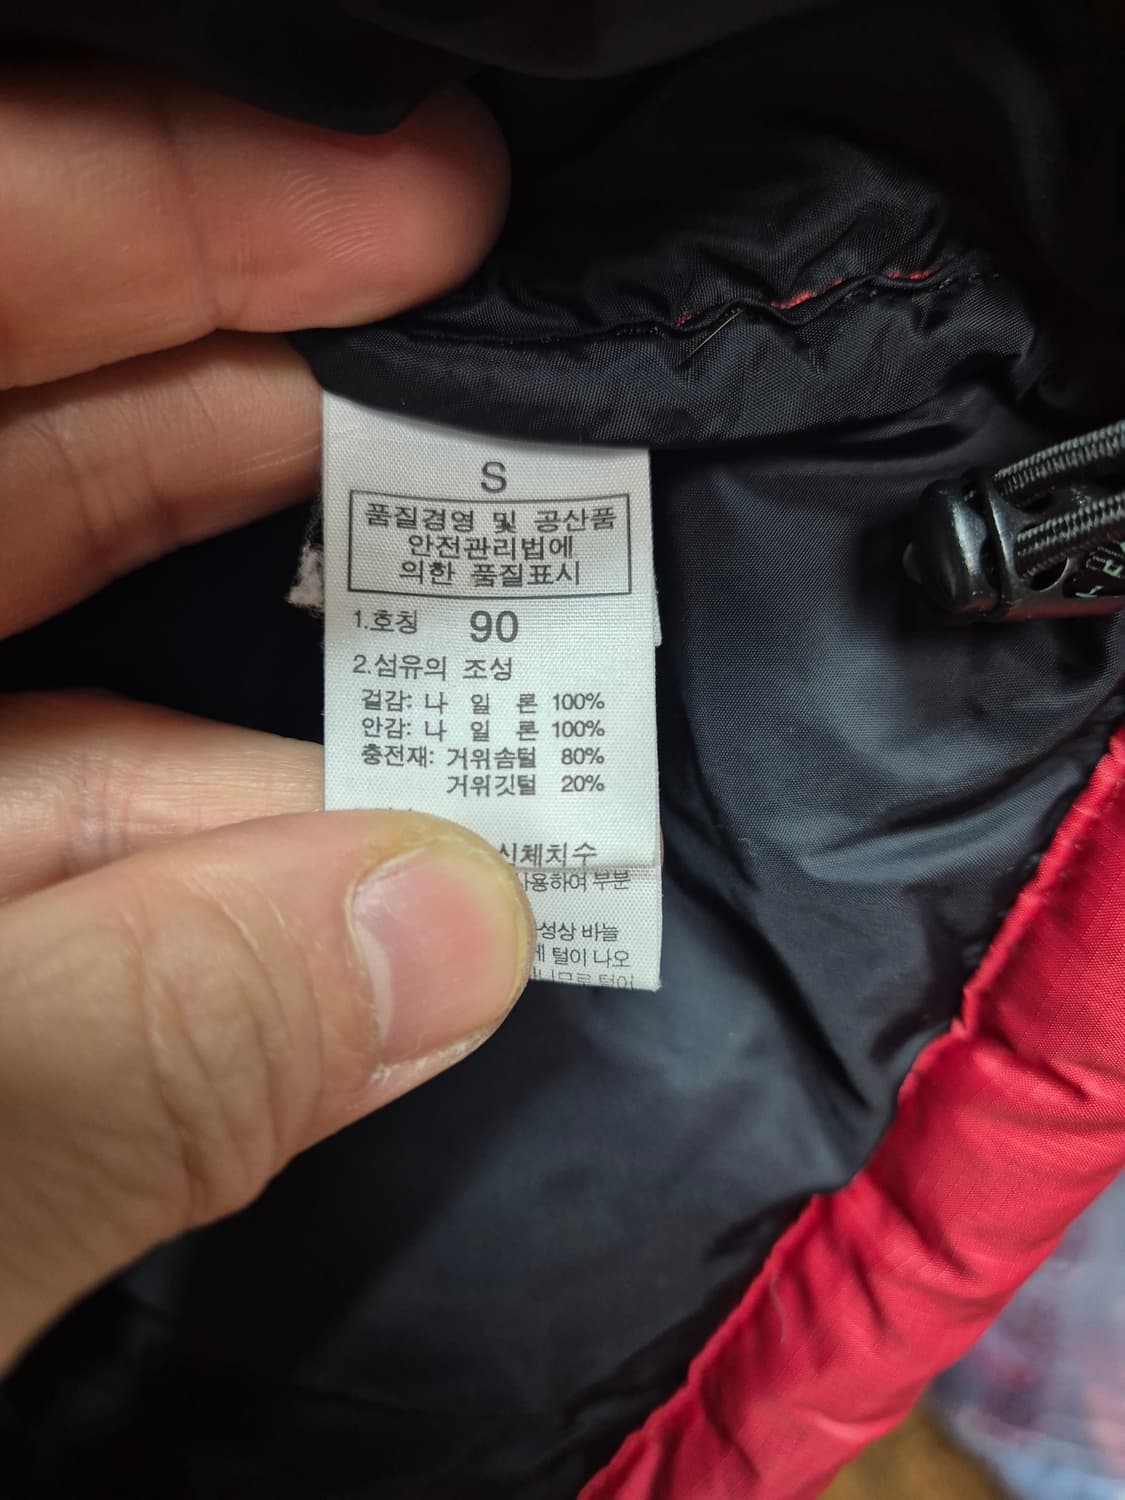 S
품질경영 및 공산품
안전관리법에
의한 품질표시
1.호칭 90
2.섬유의 조성
겉감: 나 일 론 100%
안감: 나 일 론 100%
충전재: 거위솜털 80%
거위깃털 20%
신체치수
사용하여 부분
성상 바늘
털이 나오
털이